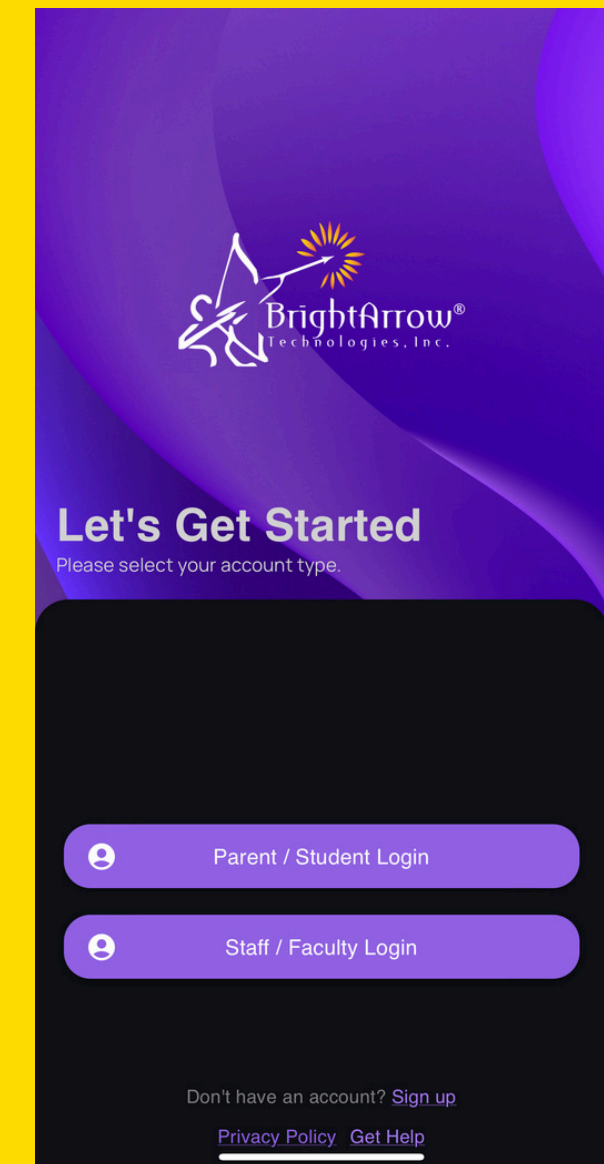 BrightArrow®
Technologies, Inc.
Let's Get Started
Please select your account type.
Parent / Student Login
Staff / Faculty Login
Don't have an account? Sign up
Privacy Policy Get Help